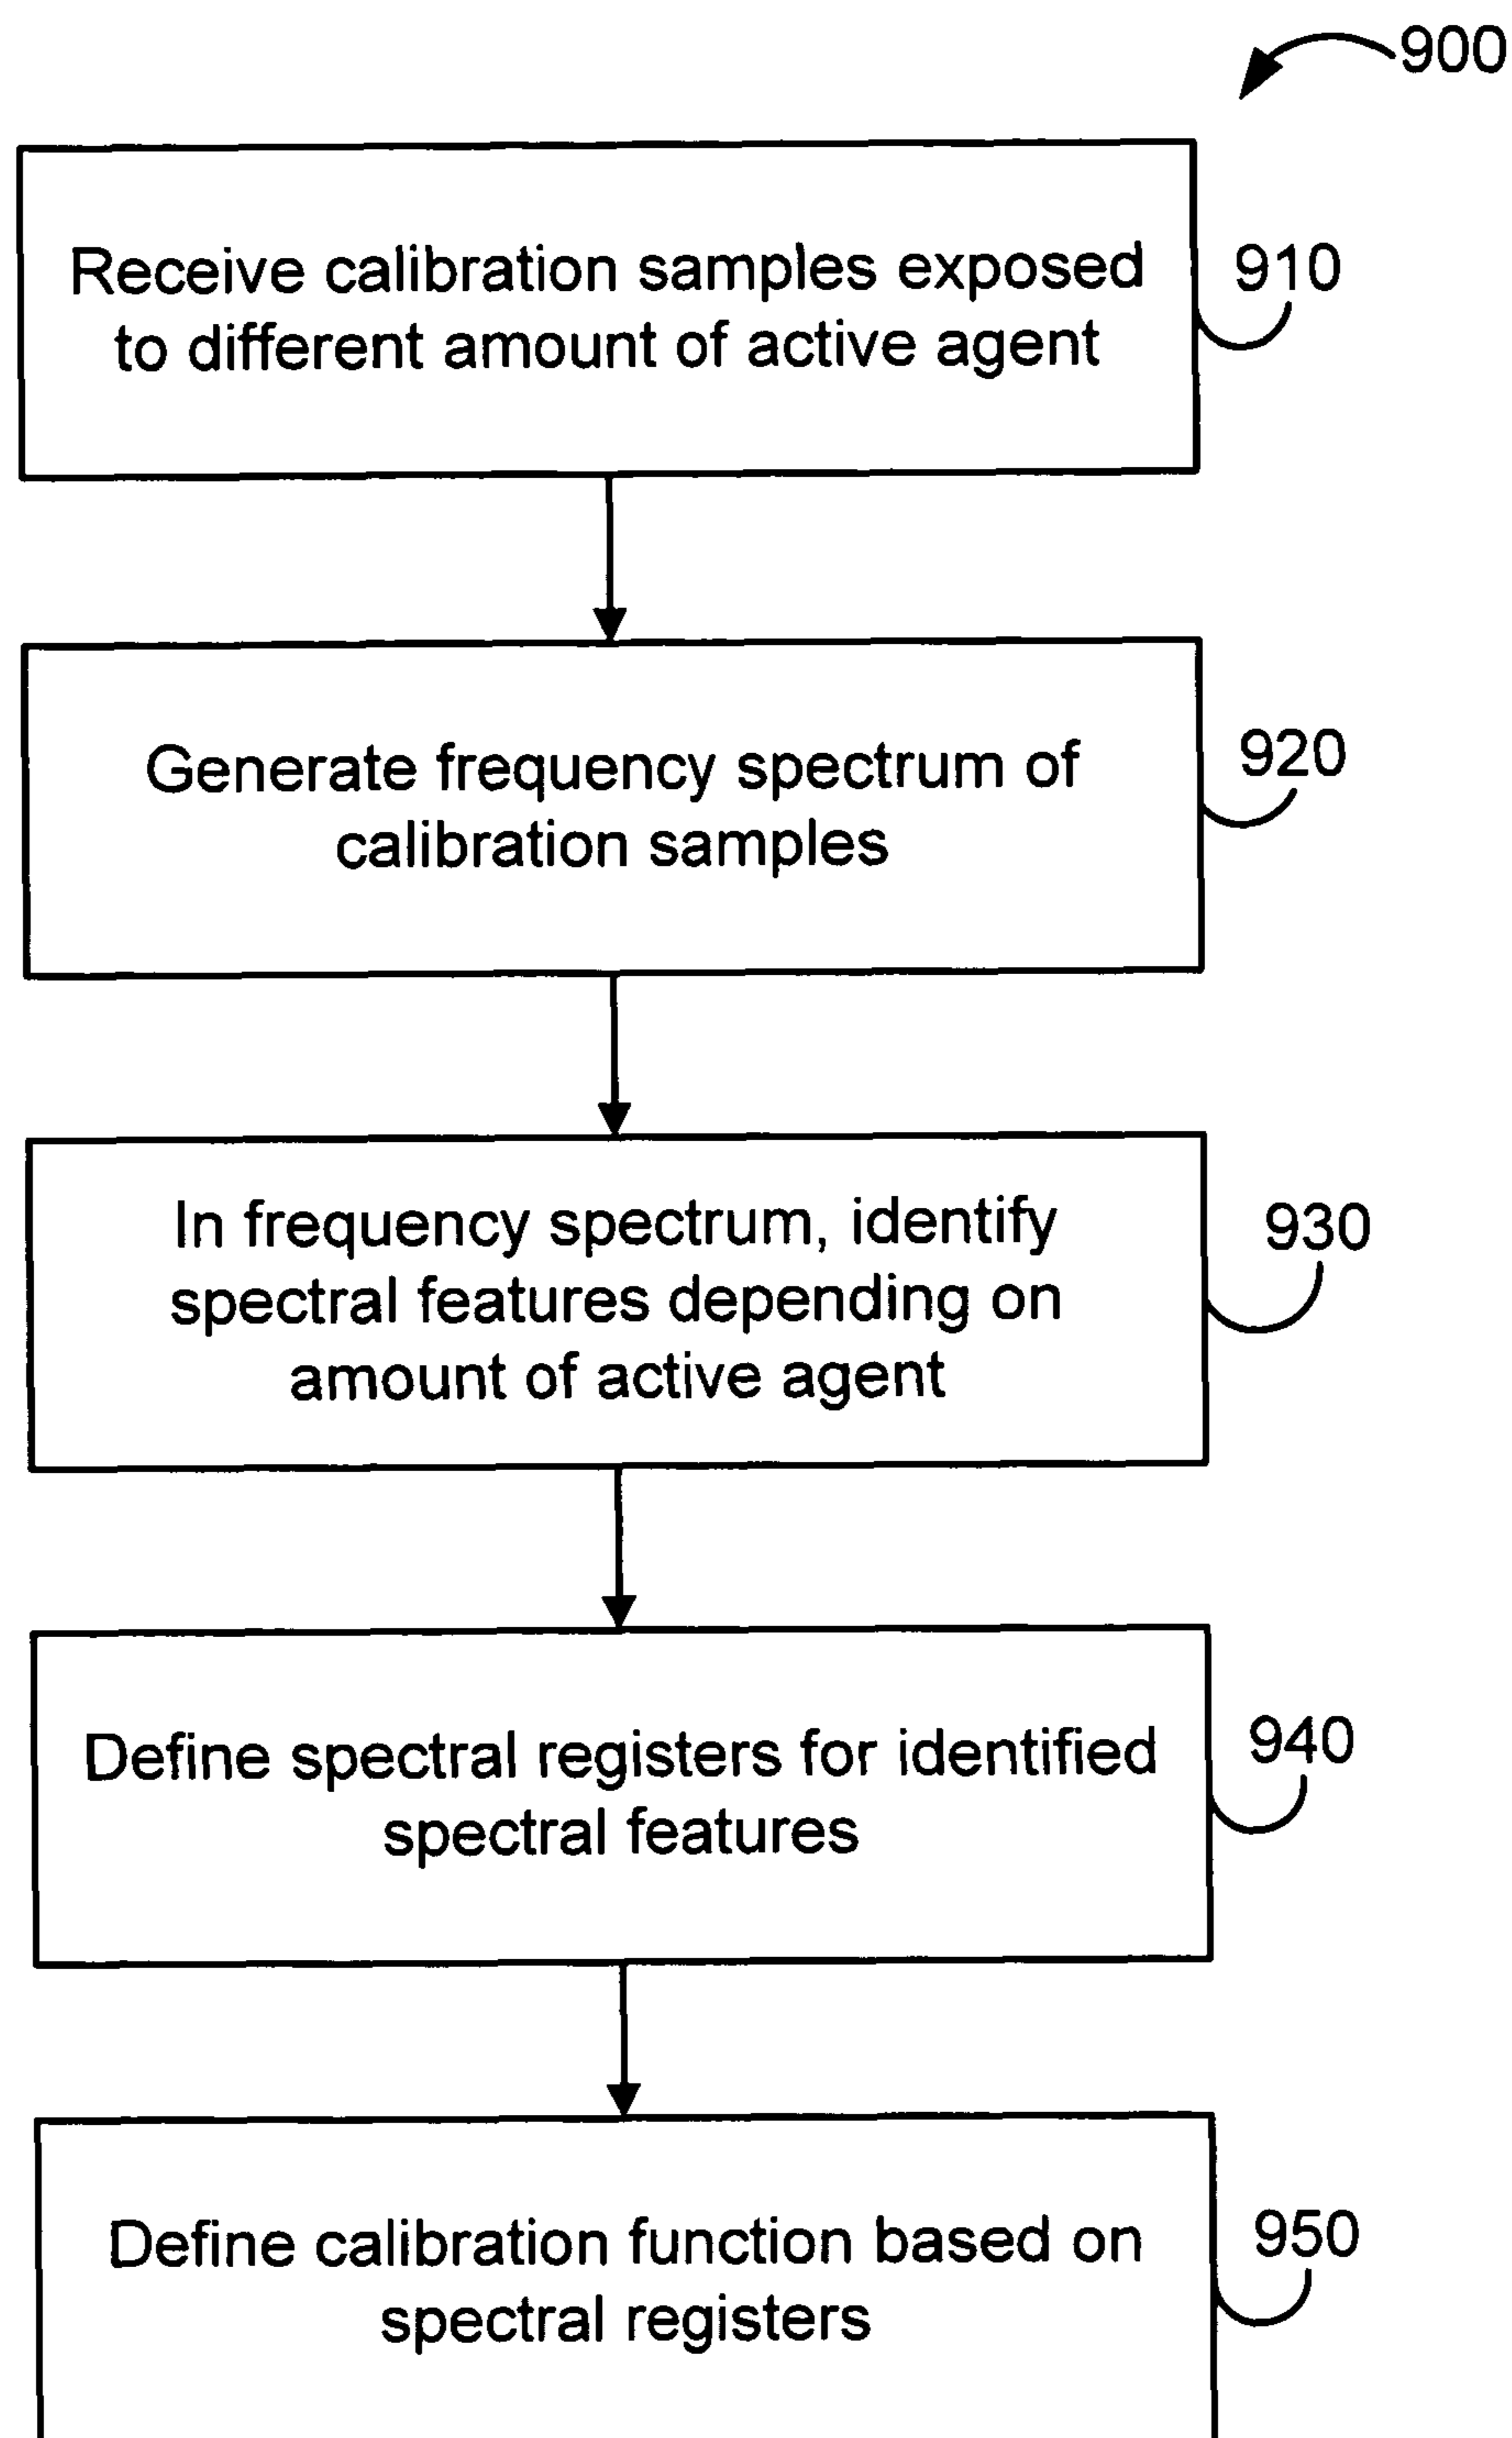 900
Receive calibration samples exposed
to different amount of active agent
910
Generate frequency spectrum of
calibration samples
920
In frequency spectrum, identify
spectral features depending on
amount of active agent
930
Define spectral registers for identified
spectral features
940
Define calibration function based on
spectral registers
950